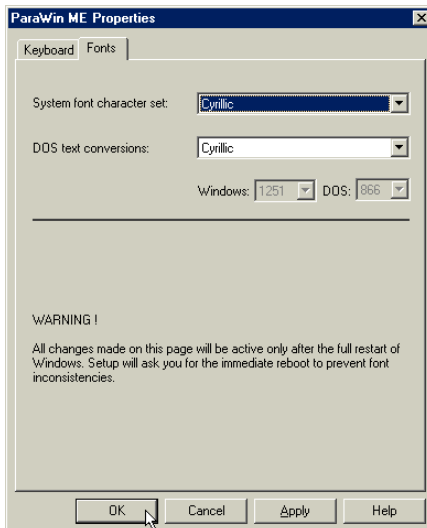 ParaWin ME Properties
Keyboard Fonts
System font character set: Cyrillic
DOS text conversions: Cyrillic
Windows: 1251 DOS: 866
WARNING !
All changes made on this page will be active only after the full restart of
Windows. Setup will ask you for the immediate reboot to prevent font
inconsistencies.
OK Cancel Apply Help